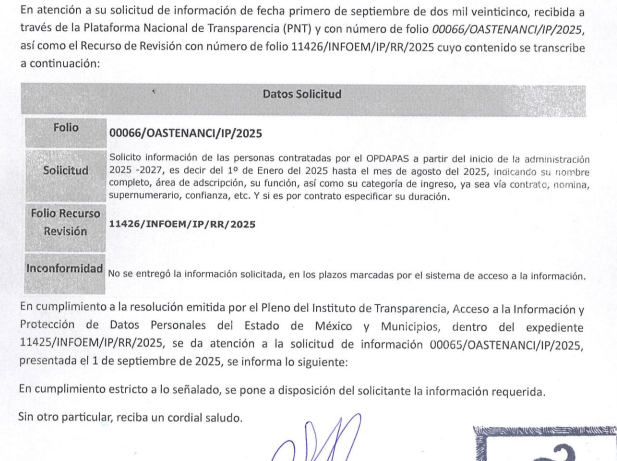 En atención a su solicitud de información de fecha primero de septiembre de dos mil veinticinco, recibida a
través de la Plataforma Nacional de Transparencia (PNT) y con número de folio 00066/OASTENANCI/IP/2025,
así como el Recurso de Revisión con número de folio 11426/INFOEM/IP/RR/2025 cuyo contenido se transcribe
a continuación:
Datos Solicitud
Folio
00066/OASTENANCI/IP/2025
Solicitud
Solicito información de las personas contratadas por el OPDAPAS a partir del inicio de la administración
2025 -2027, es decir del 1º de Enero del 2025 hasta el mes de agosto del 2025, indicando su nombre
completo, área de adscripción, su función, así como su categoría de ingreso, ya sea vía contrato, nomina,
supernumerario, confianza, etc. Y si es por contrato especificar su duración.
Folio Recurso
Revisión
11426/INFOEM/IP/RR/2025
Inconformidad
No se entregó la información solicitada, en los plazos marcadas por el sistema de acceso a la información.
En cumplimiento a la resolución emitida por el Pleno del Instituto de Transparencia, Acceso a la Información y
Protección de Datos Personales del Estado de México y Municipios, dentro del expediente
11425/INFOEM/IP/RR/2025, se da atención a la solicitud de información 00065/OASTENANCI/IP/2025,
presentada el 1 de septiembre de 2025, se informa lo siguiente:
En cumplimiento estricto a lo señalado, se pone a disposición del solicitante la información requerida.
Sin otro particular, reciba un cordial saludo.